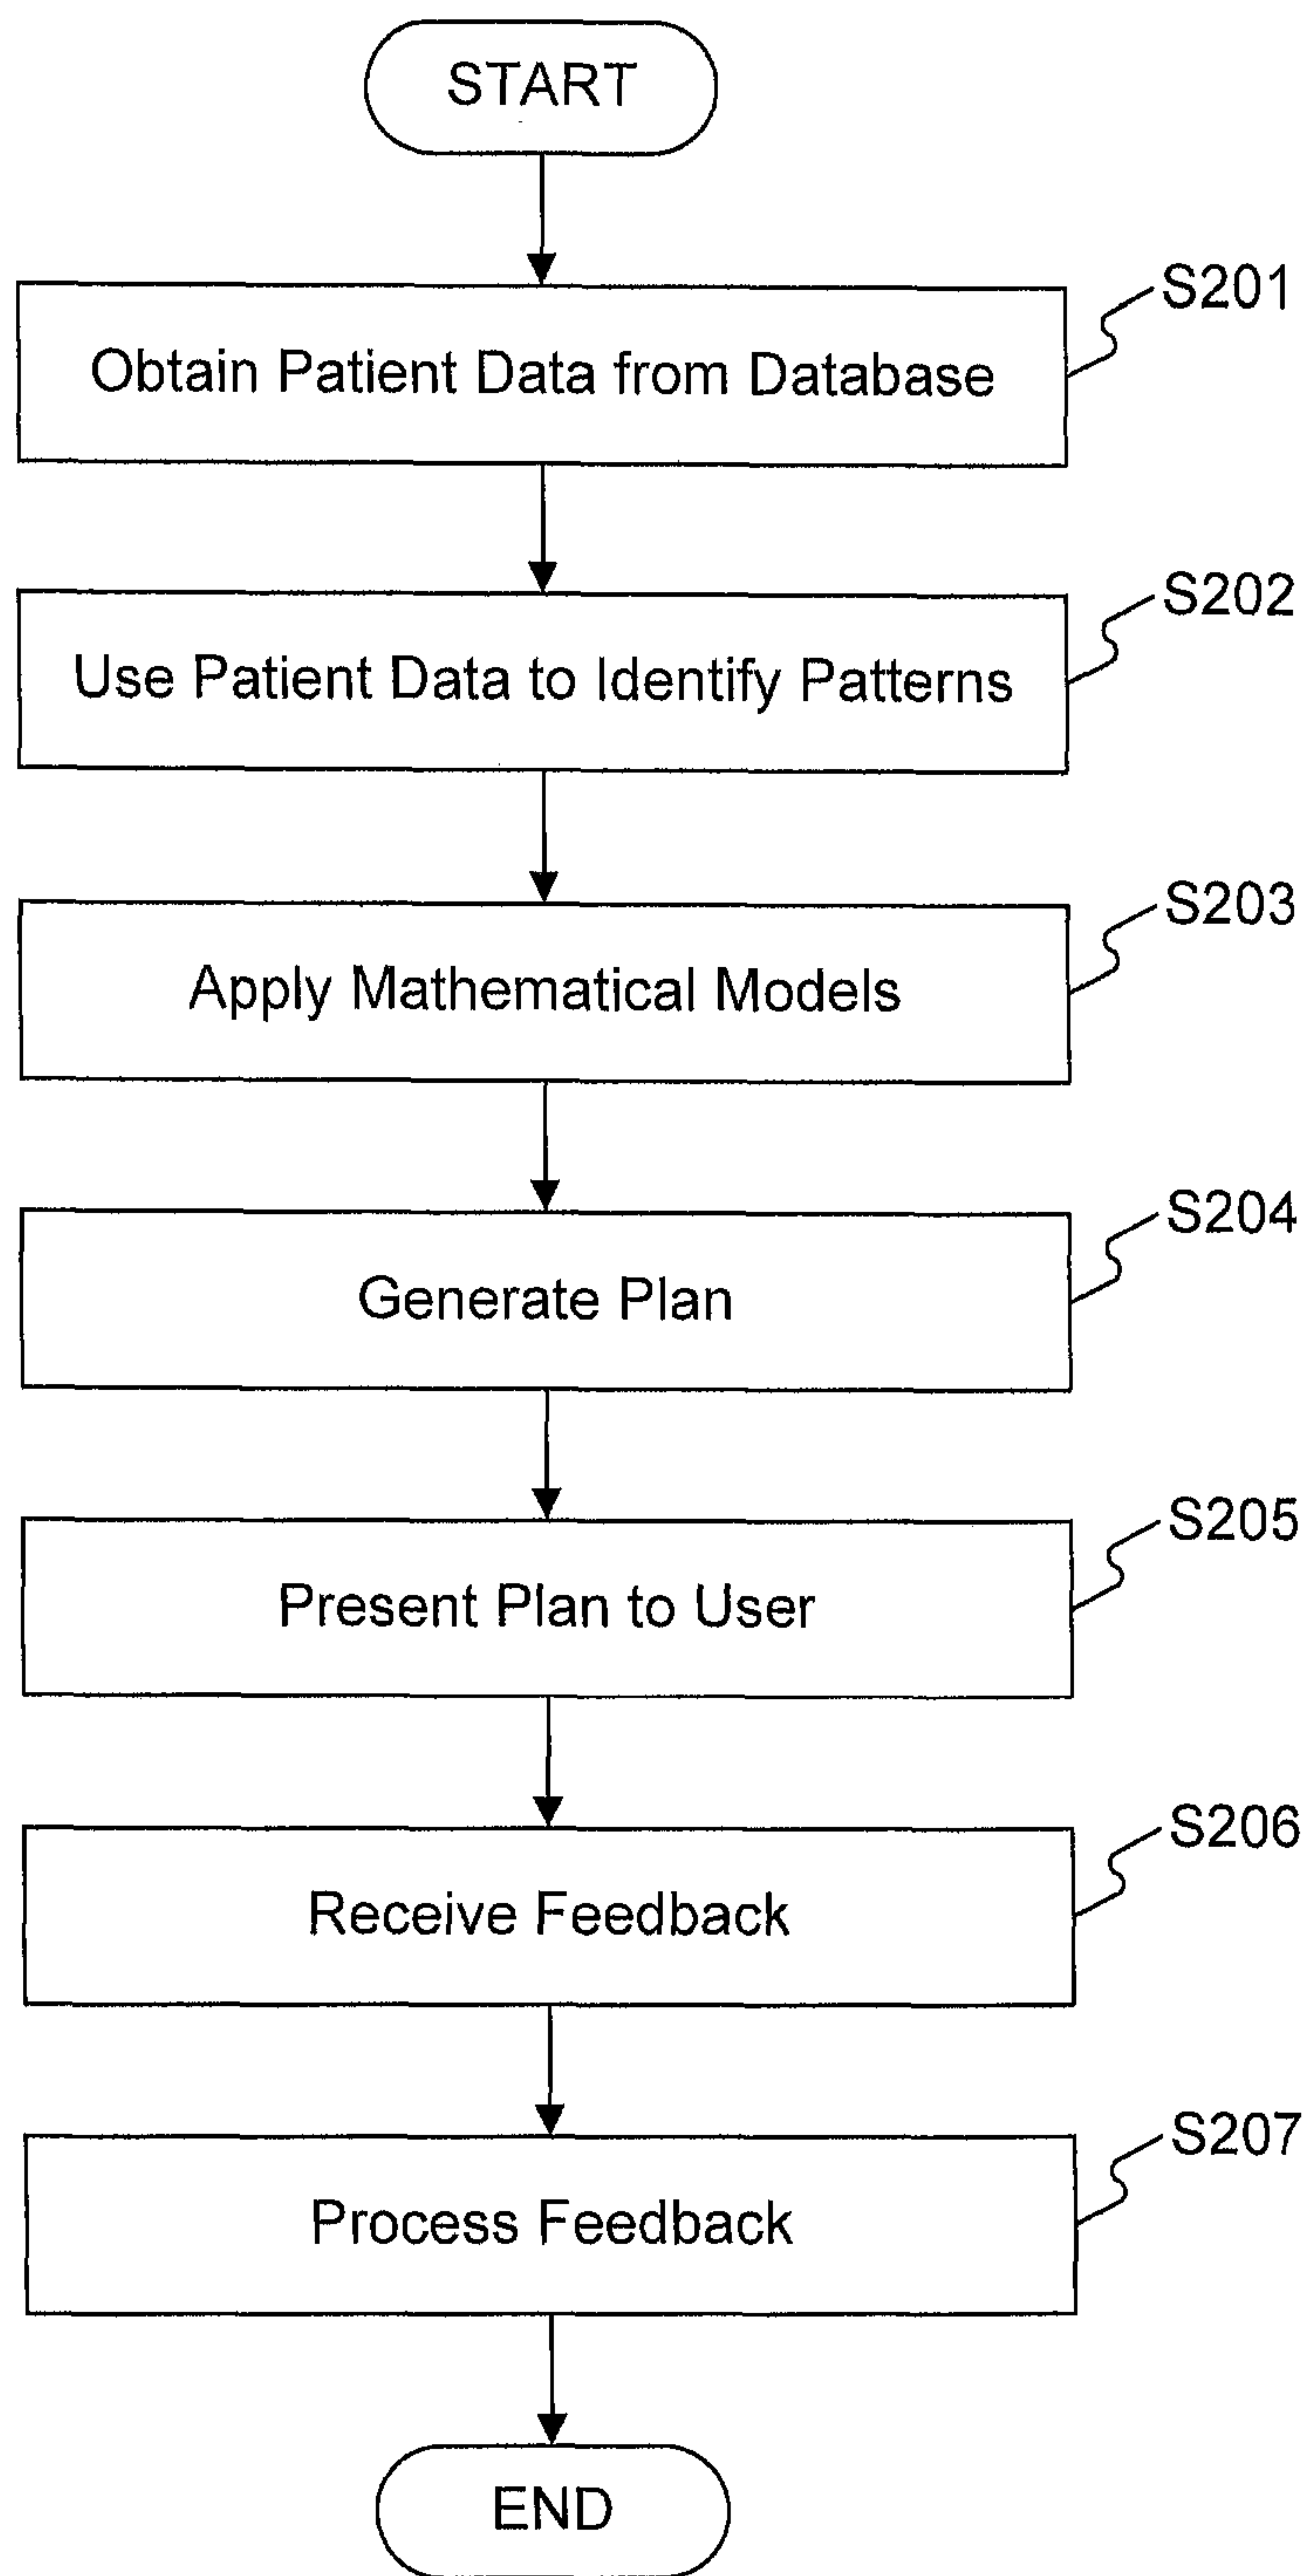 START
S201
Obtain Patient Data from Database
S202
Use Patient Data to Identify Patterns
S203
Apply Mathematical Models
S204
Generate Plan
S205
Present Plan to User
S206
Receive Feedback
S207
Process Feedback
END